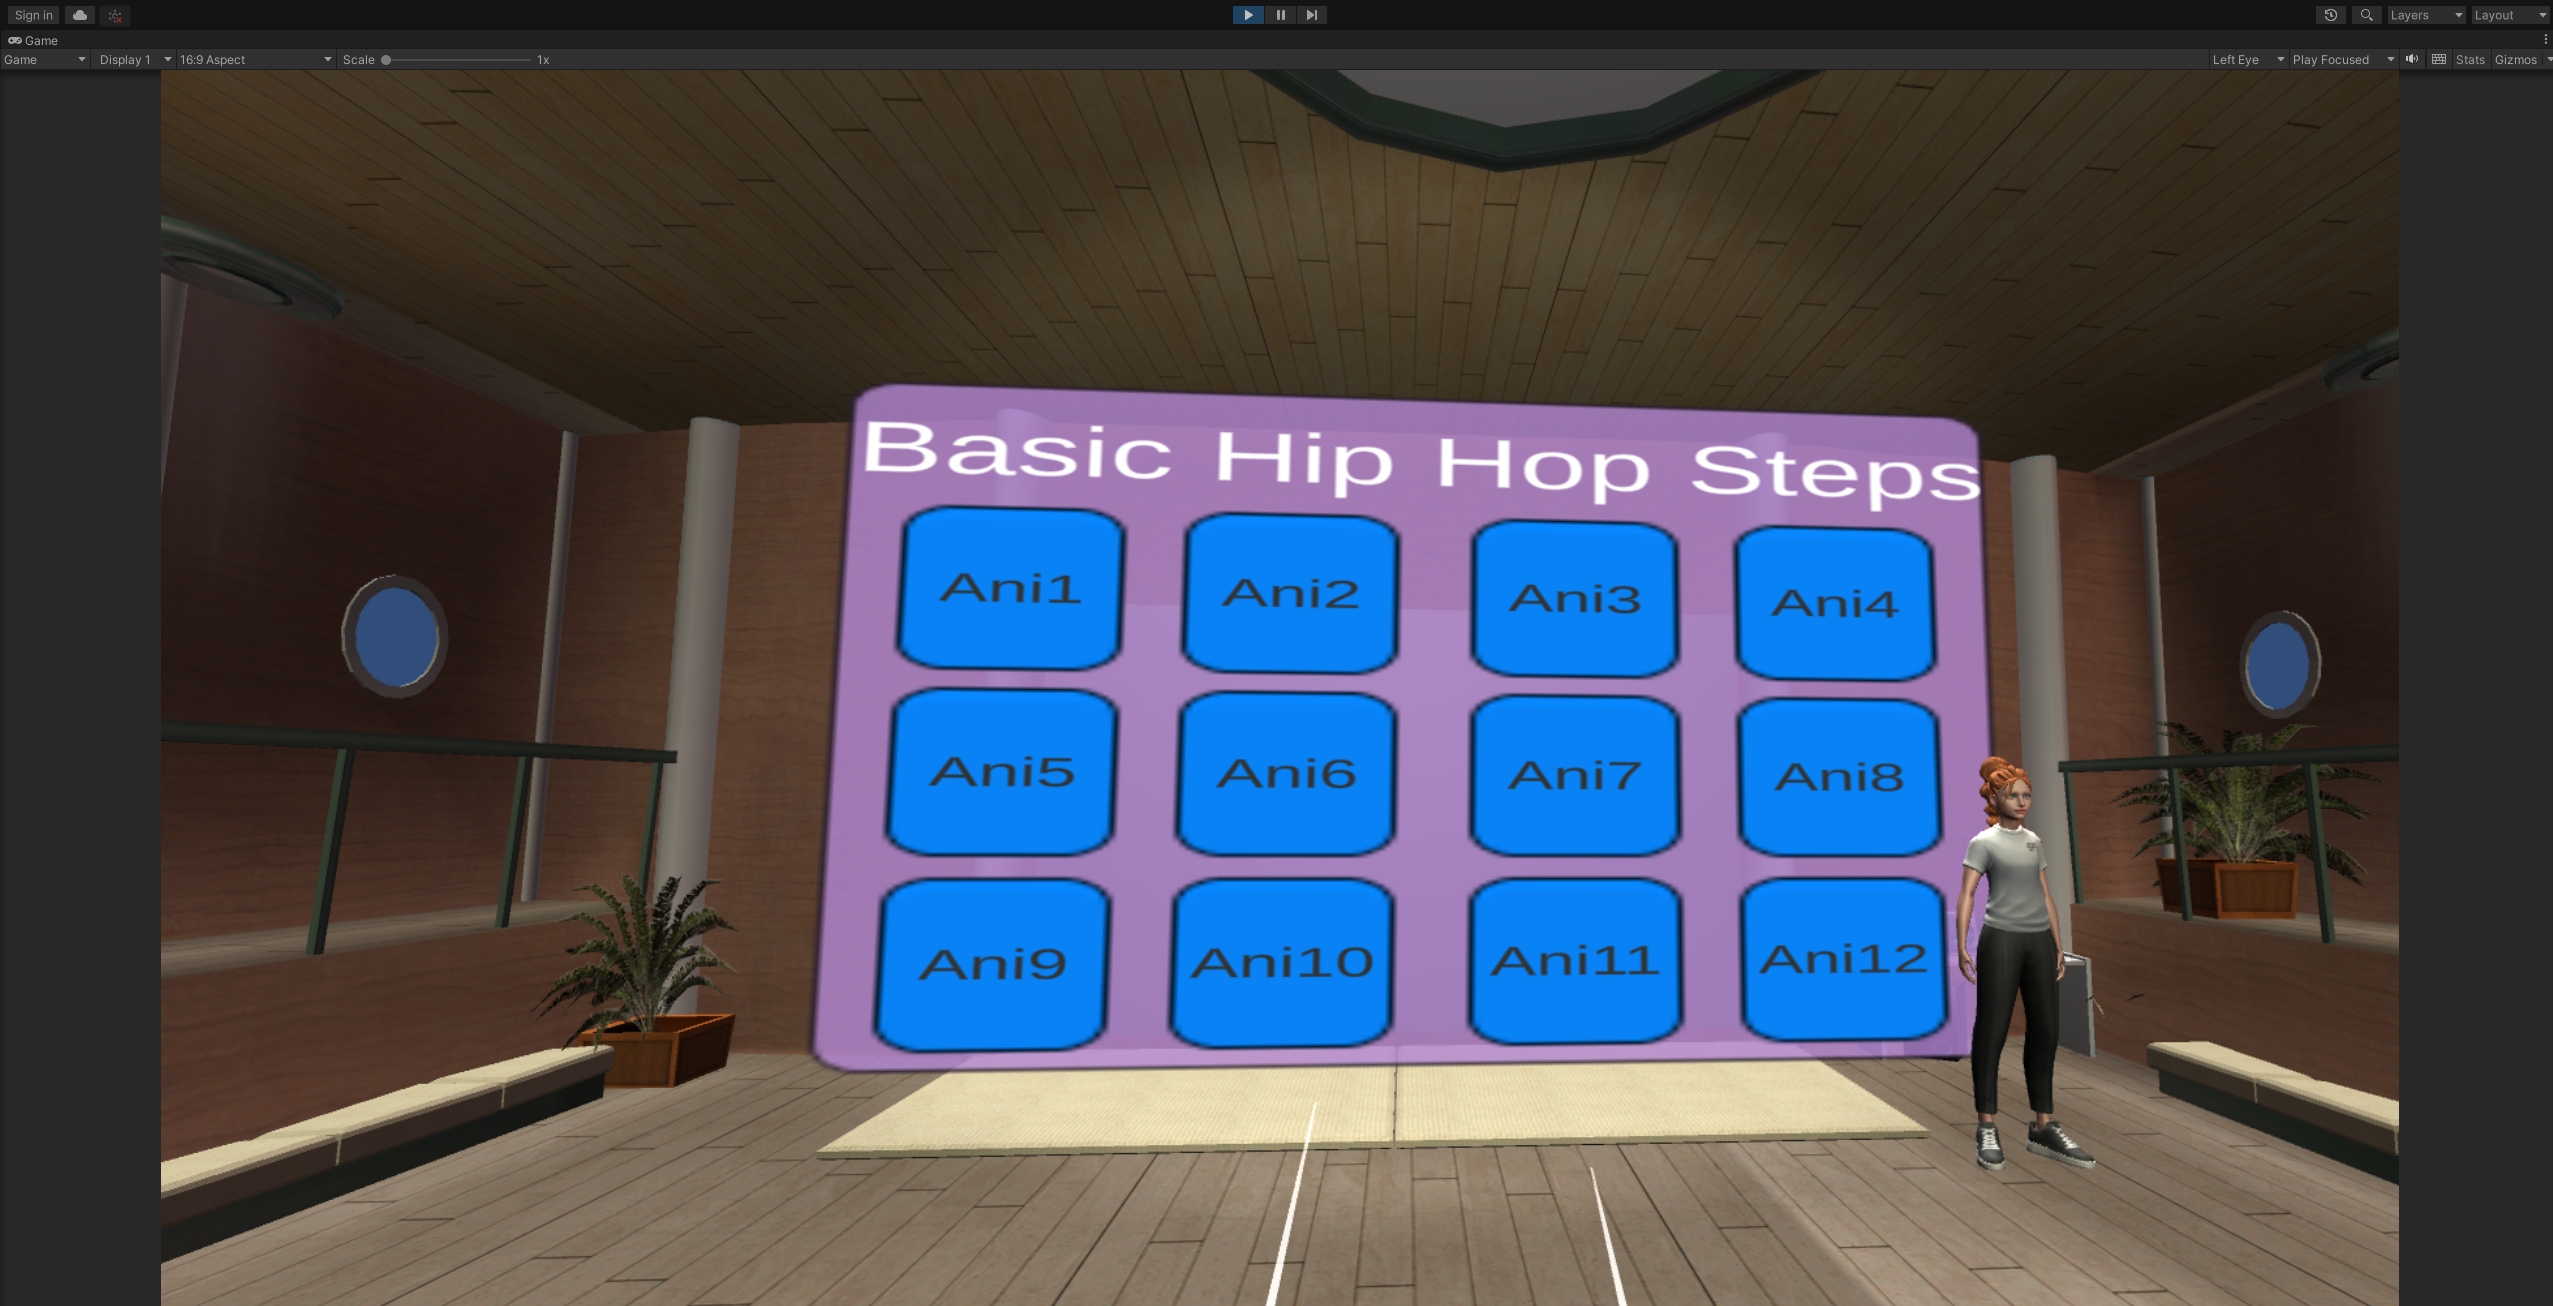 Sign in
Layers
Layout
Game
Game
Display 1
16:9 Aspect
Scale
1x
Left Eye
Play Focused
Stats
Gizmos
Basic Hip Hop Steps
Ani1
Ani2
Ani3
Ani4
Ani5
Ani6
Ani7
Ani8
Ani9
Ani10
Ani11
Ani12